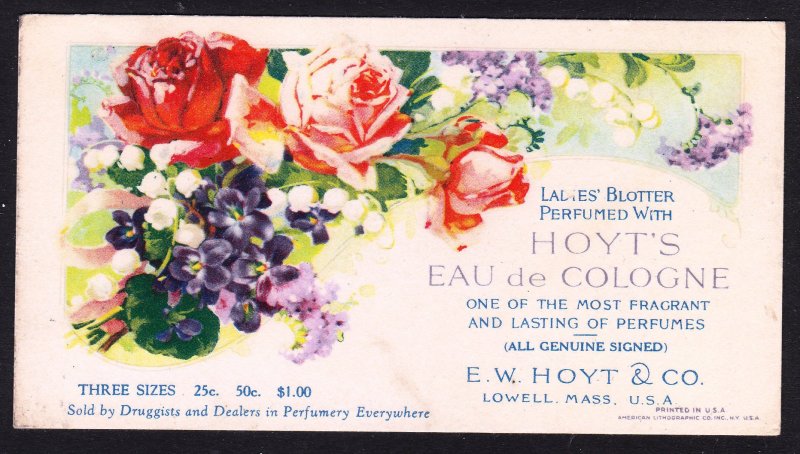 LADIES' BLOTTER
PERFUMED WITH
HOYT'S
EAU de COLOGNE
ONE OF THE MOST FRAGRANT
AND LASTING OF PERFUMES
(ALL GENUINE SIGNED)
E.W. HOYT & CO.
LOWELL, MASS, U.S.A.
THREE SIZES . 25c. 50c. $1.00
Sold by Druggists and Dealers in Perfumery Everywhere
PRINTED IN U.S.A
AMERICAN LITHOGRAPHIC CO. INC., N.Y. U.S.A.